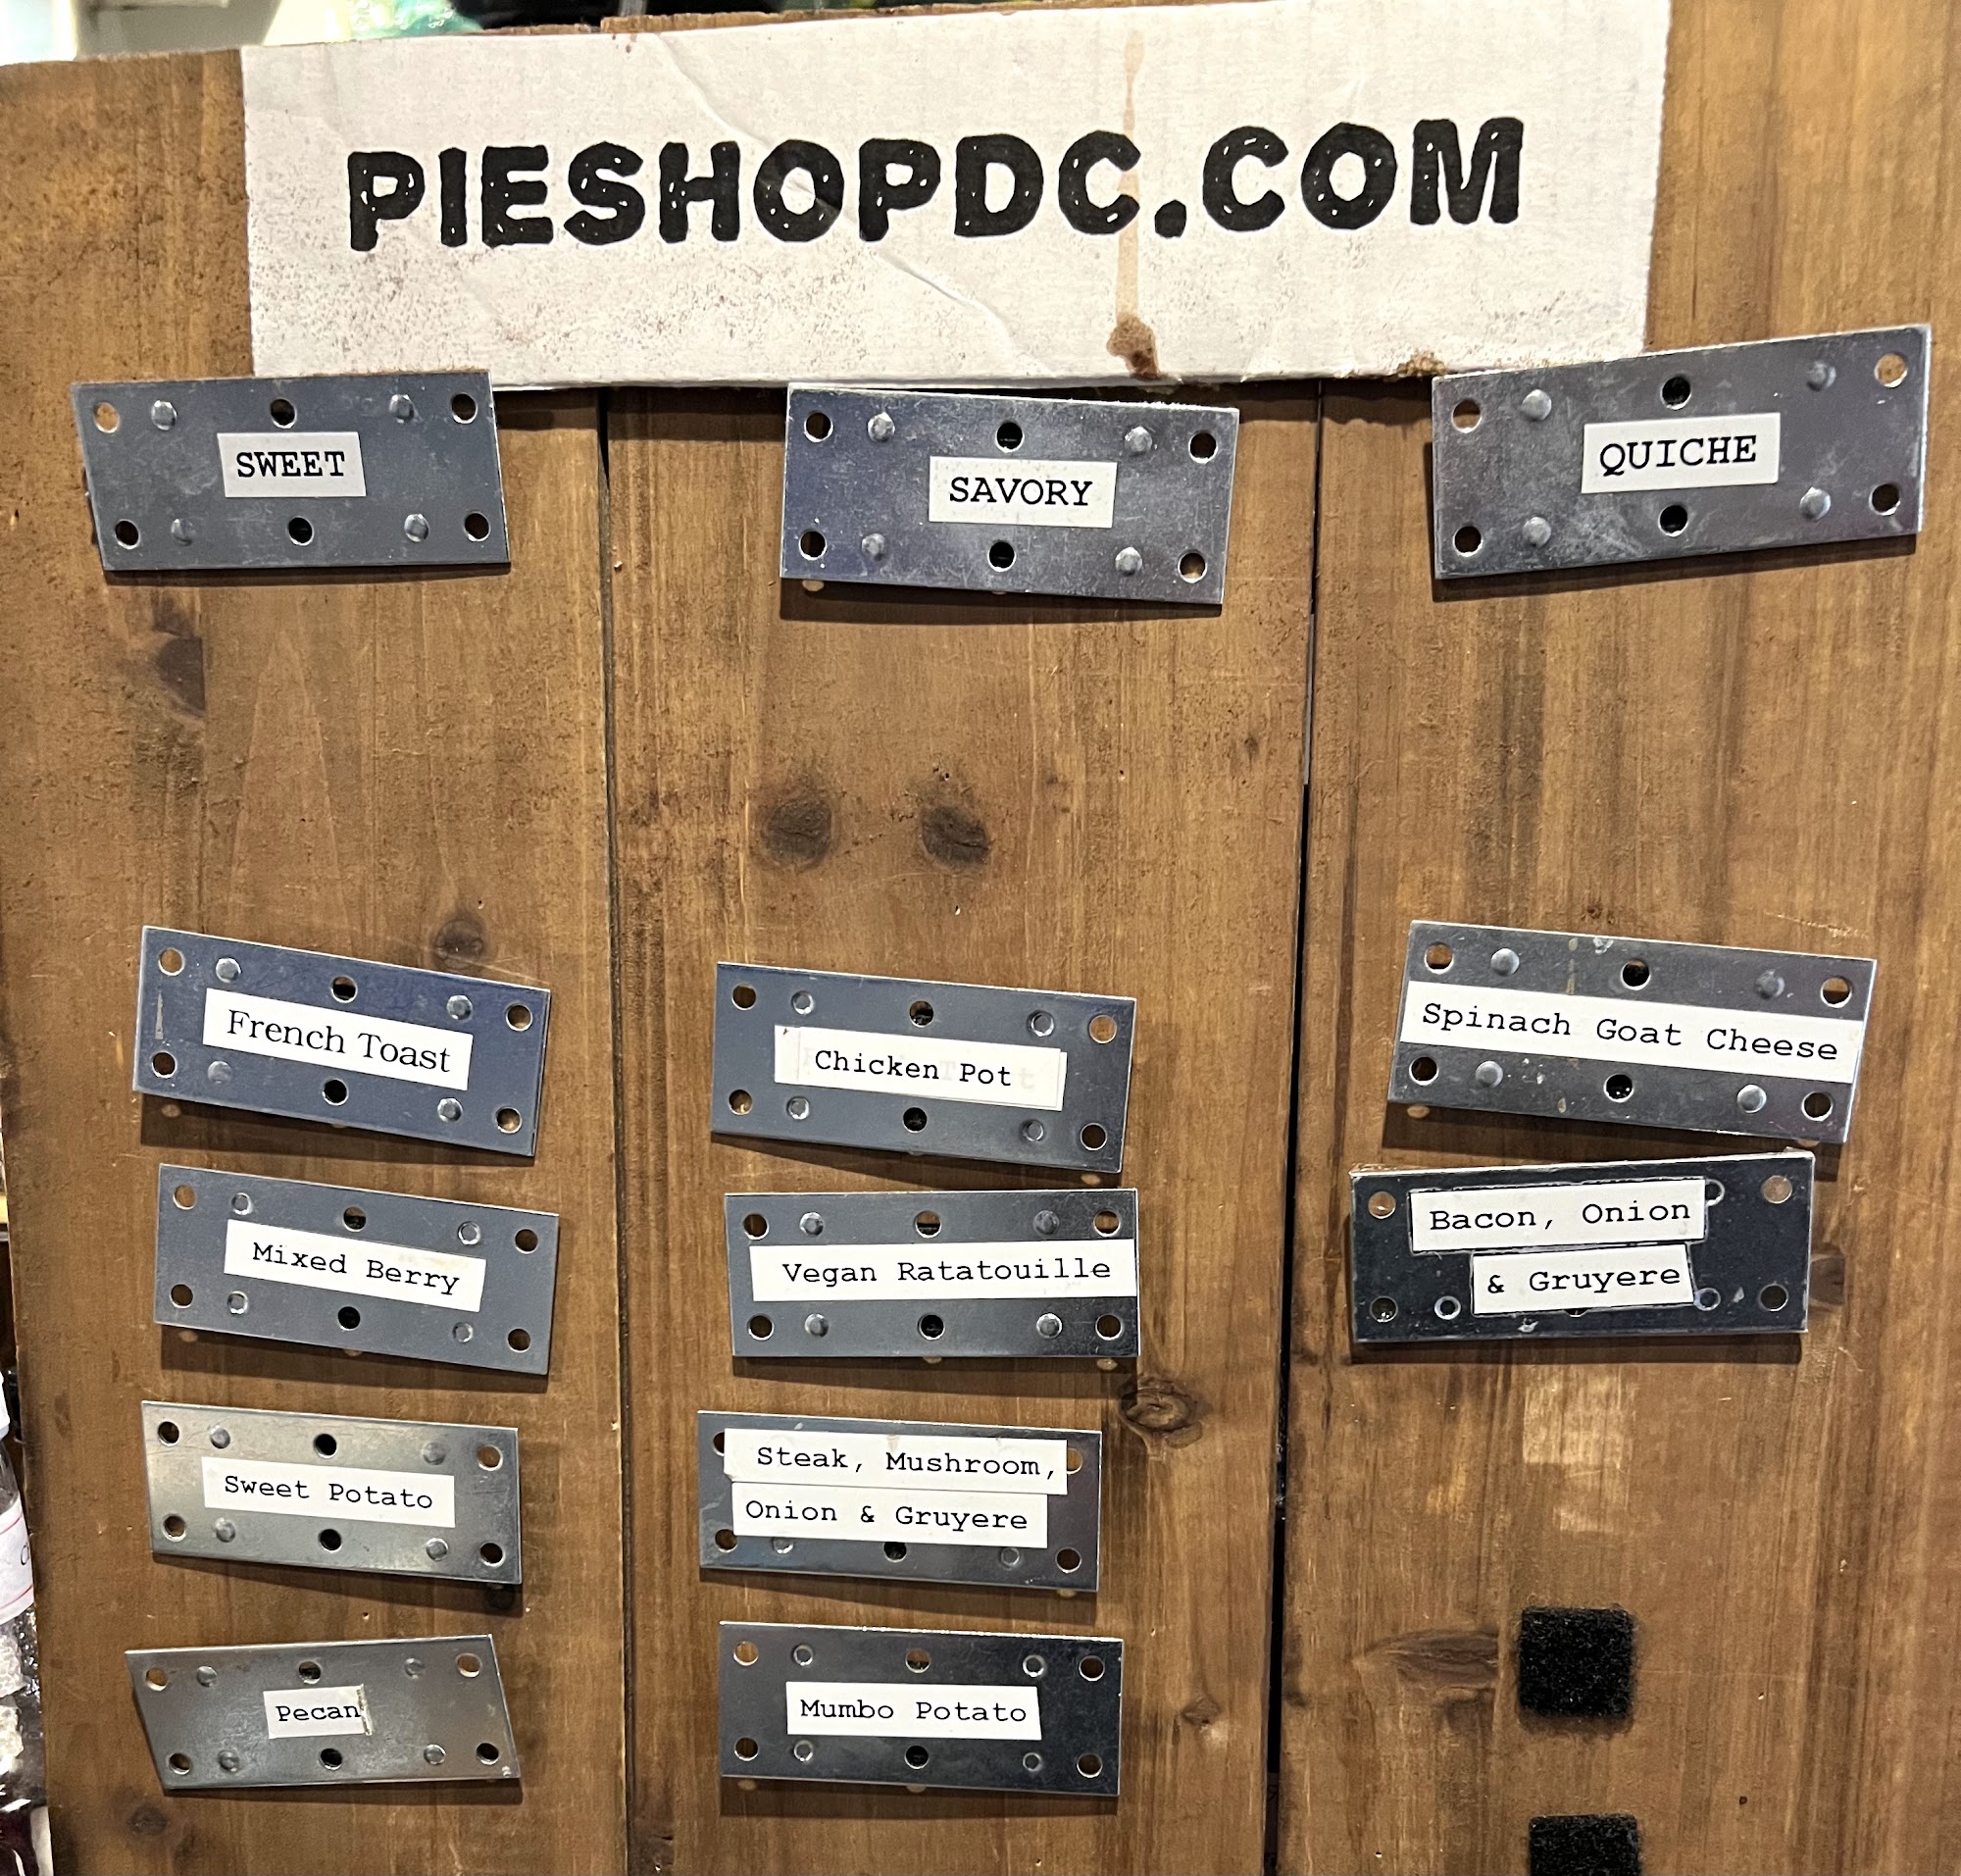 PIESHOPDC.COM
SWEET
French Toast
Mixed Berry
Sweet Potato
Pecan
SAVORY
Chicken Pot
Vegan Ratatouille
Steak, Mushroom,
Onion & Gruyere
Mumbo Potato
QUICHE
Spinach Goat Cheese
Bacon, Onion
& Gruyere